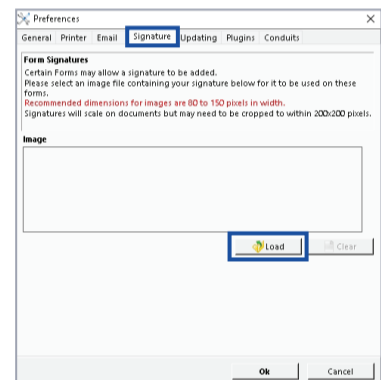 Preferences
General Printer Email Signature Updating Plugins Conduits
Form Signatures
Certain Forms may allow a signature to be added.
Please select an image file containing your signature below for it to be used on these
forms.
Recommended dimensions for images are 80 to 150 pixels in width.
Signatures will scale on documents but may need to be cropped to within 200x200 pixels.
Image
Load Clear
Ok Cancel